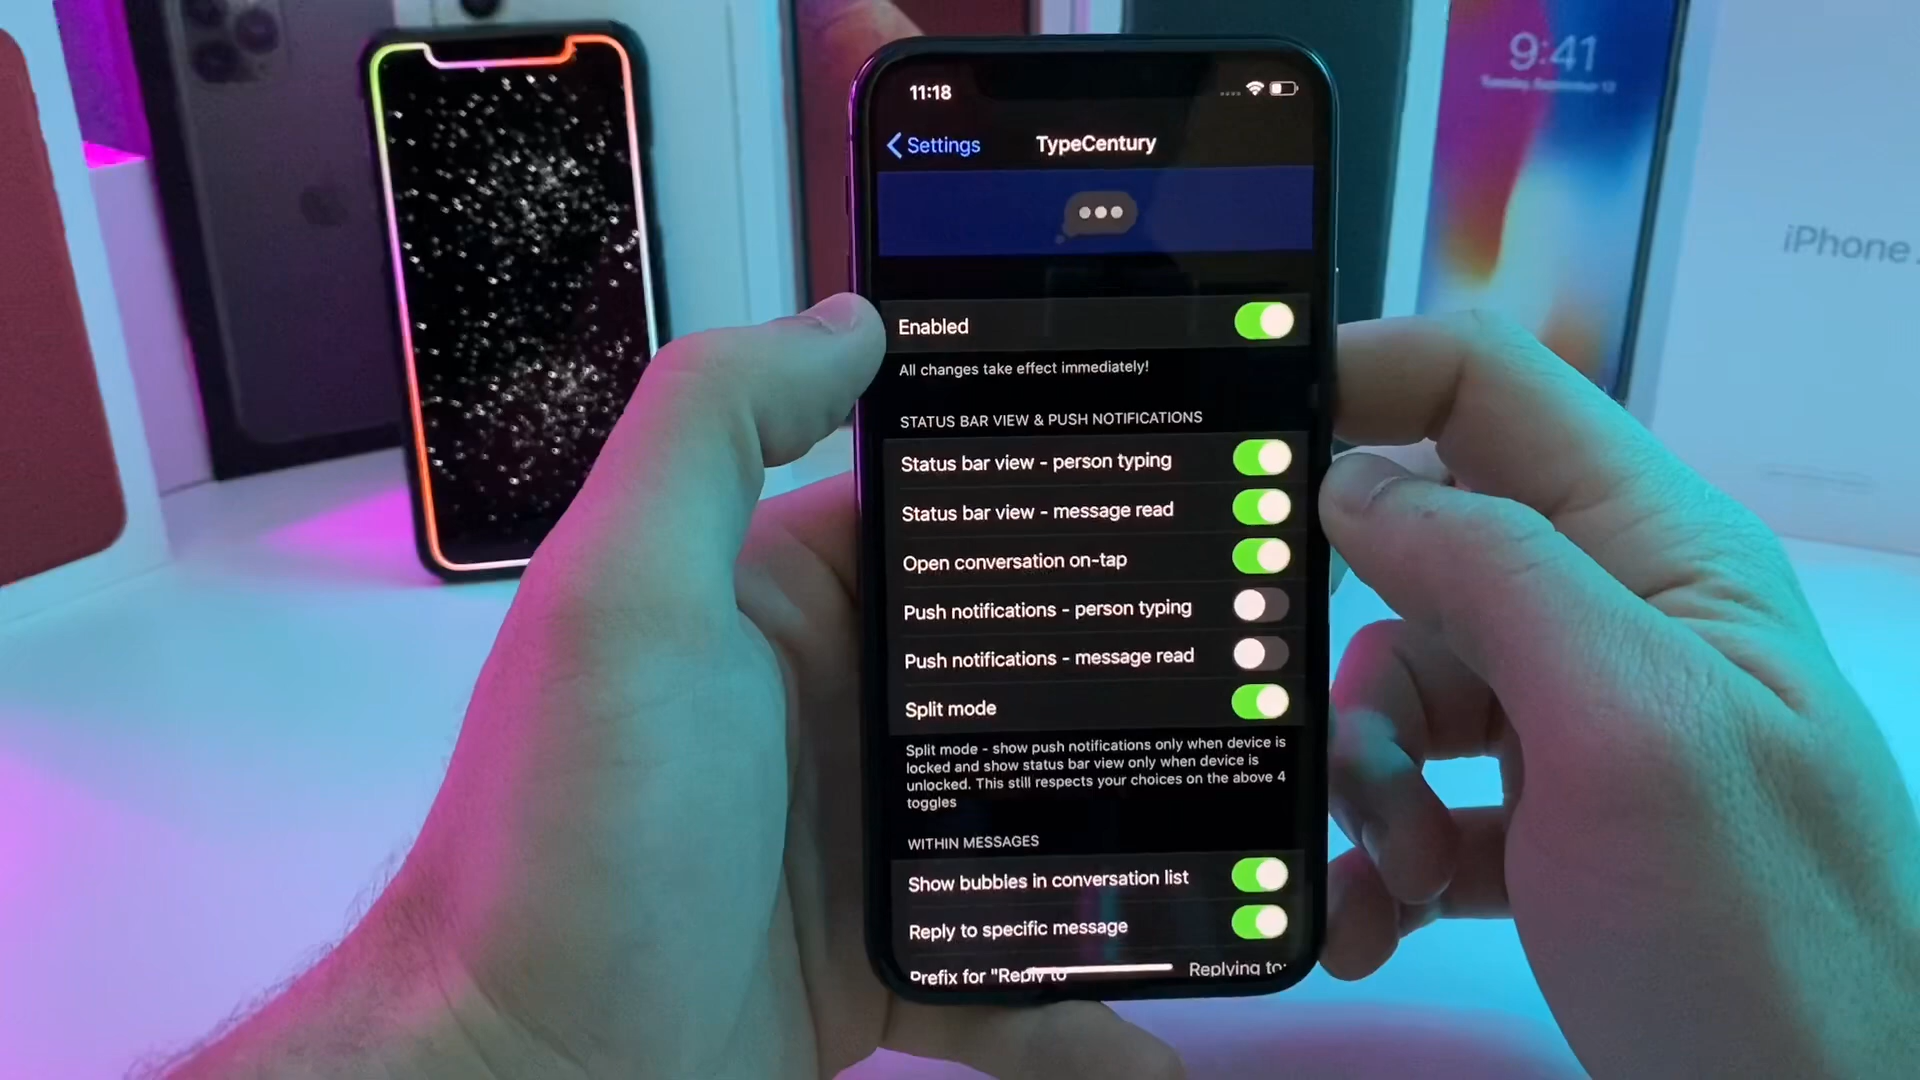 9:41
Tuesday, September 12
iPhone
11:18
Settings
TypeCentury
Enabled
All changes take effect immediately!
STATUS BAR VIEW & PUSH NOTIFICATIONS
Status bar view - person typing
Status bar view - message read
Open conversation on-tap
Push notifications - person typing
Push notifications - message read
Split mode
Split mode - show push notifications only when device is
locked and show status bar view only when device is
unlocked. This still respects your choices on the above 4
toggles
WITHIN MESSAGES
Show bubbles in conversation list
Reply to specific message
Prefix for "Reply to
Replying to: